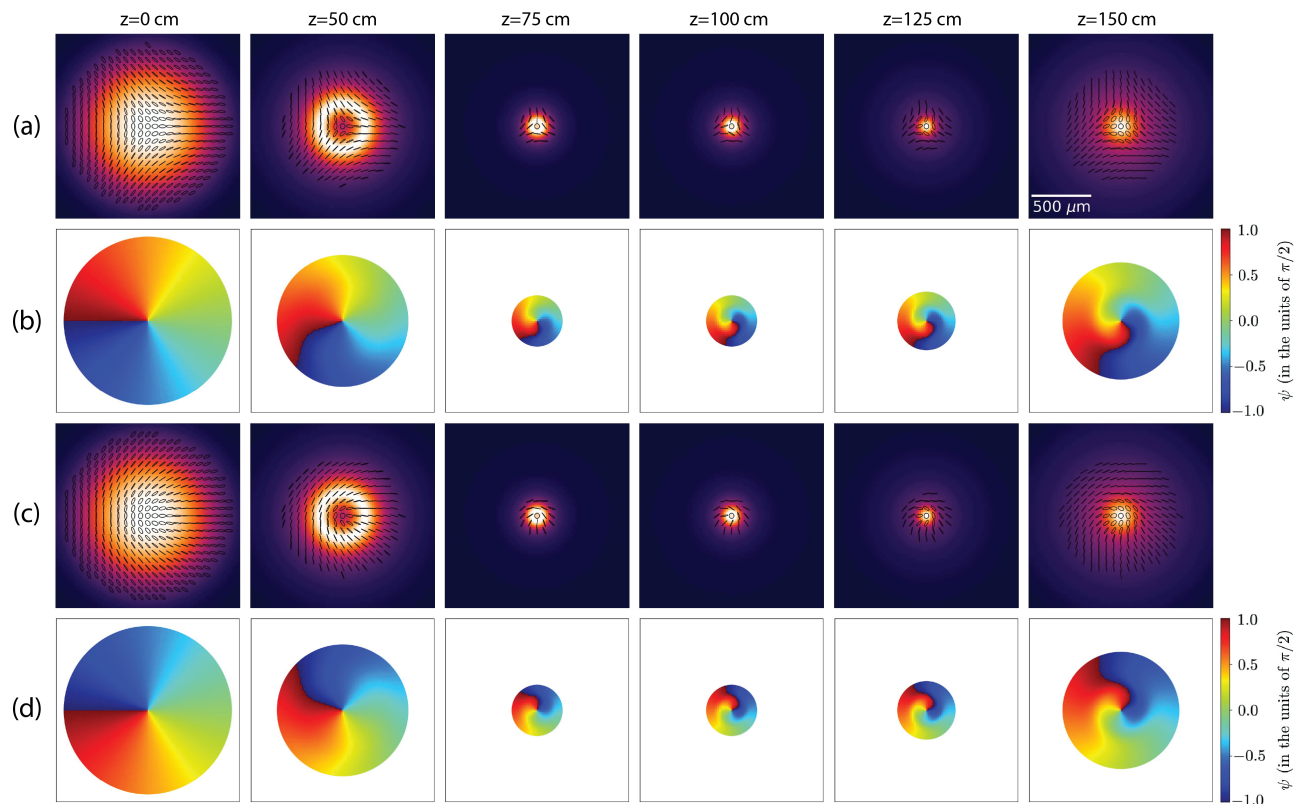 z=0 cm z=50 cm z=75 cm z=100 cm z=125 cm z=150 cm
(a)
500 μm
(b)
1.0
0.5
0.0
−0.5
−1.0
ψ (in the units of π/2)
(c)
(d)
1.0
0.5
0.0
−0.5
−1.0
ψ (in the units of π/2)